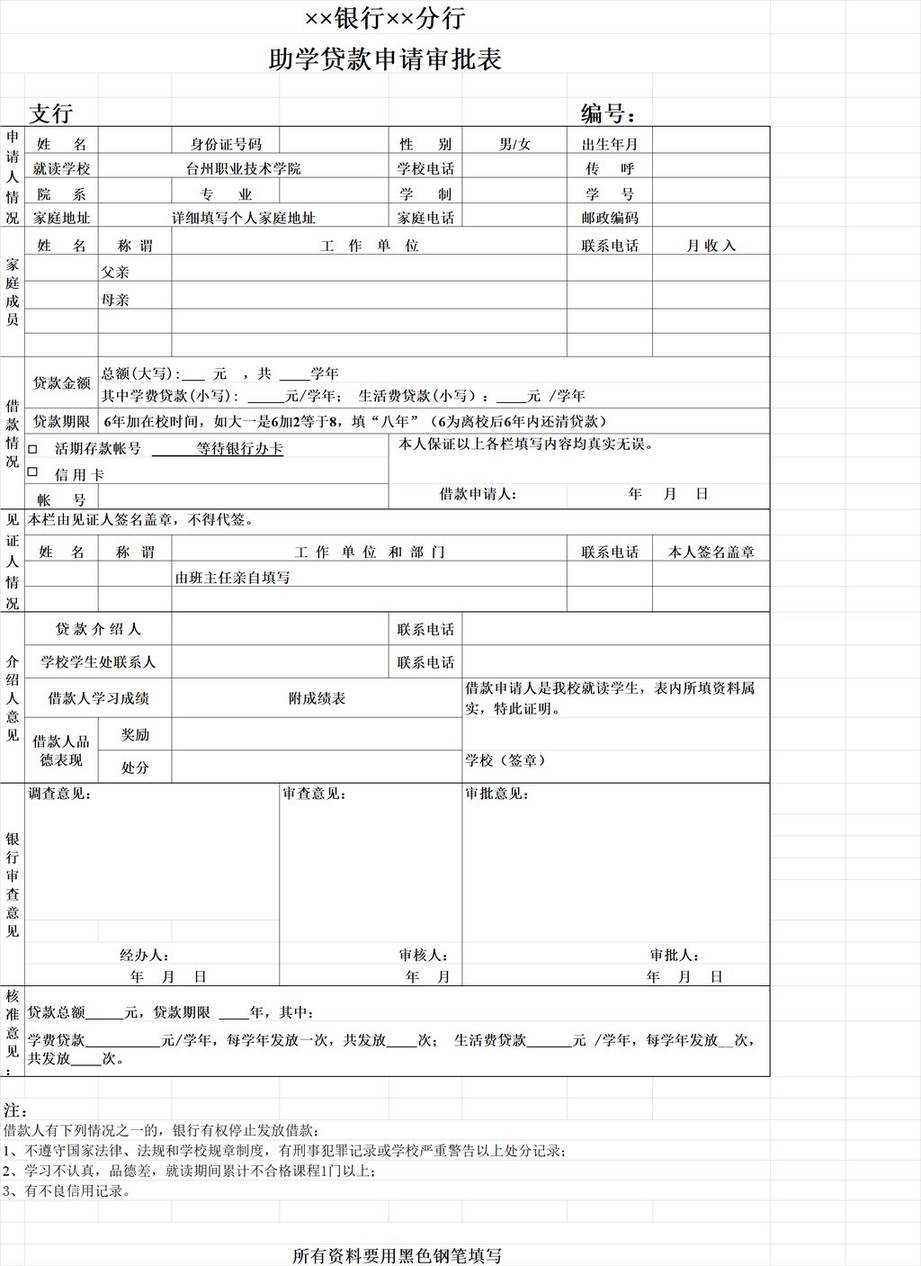 ××银行××分行
助学贷款申请审批表
支行 编号：
申请人情况
姓 名 身份证号码 性 别 男/女 出生年月
就读学校 台州职业技术学院 学校电话 传 呼
院 系 专 业 学 制 学 号
家庭地址 详细填写个人家庭地址 家庭电话 邮政编码
家庭成员
姓 名 称 谓 工 作 单 位 联系电话 月 收 入
父亲
母亲
借款情况
贷款金额 总额(大写):___ 元 ，共 ____学年
其中学费贷款(小写): _____元/学年; 生活费贷款(小写) : ____元 /学年
贷款期限 6年加在校时间，如大一是6加2等于8，填“八年”（6为离校后6年内还清贷款）
□ 活期存款帐号 ______等待银行办卡 本人保证以上各栏填写内容均真实无误。
□ 信 用 卡
帐 号 借款申请人: 年 月 日
见证人情况
本栏由见证人签名盖章，不得代签。
姓 名 称 谓 工 作 单 位 和 部 门 联系电话 本人签名盖章
由班主任亲自填写
介绍人意见
贷 款 介 绍 人 联系电话
学校学生处联系人 联系电话
借款人学习成绩 附成绩表 借款申请人是我校就读学生，表内所填资料属
实，特此证明。
借款人品
德表现
奖励
处分
学校（签章）
银行审查意见
调查意见: 审查意见: 审批意见:
经办人: 审核人: 审批人:
年 月 日 年 月 年 月 日
核准意见:
贷款总额_____元，贷款期限 ____年，其中:
学费贷款__________元/学年，每学年发放一次，共发放____次; 生活费贷款______元 /学年，每学年发放__次，
共发放____次。
注:
借款人有下列情况之一的，银行有权停止发放借款;
1、不遵守国家法律、法规和学校规章制度，有刑事犯罪记录或学校严重警告以上处分记录;
2、学习不认真，品德差，就读期间累计不合格课程1门以上;
3、有不良信用记录。
所有资料要用黑色钢笔填写